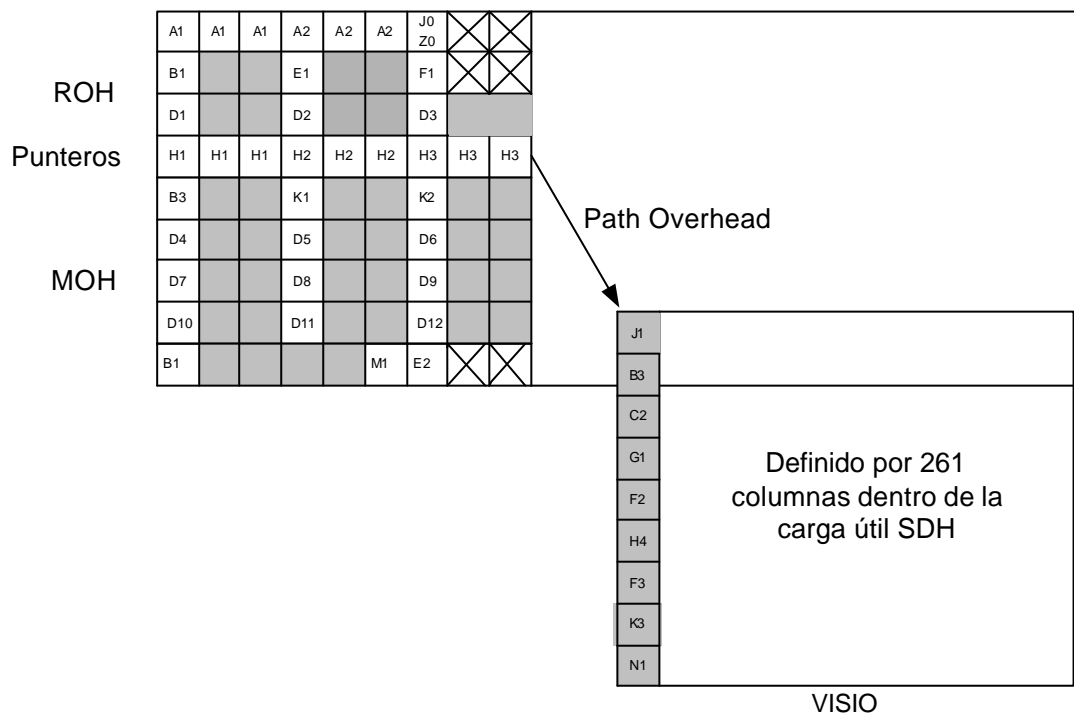 A1 A1 A1 A2 A2 A2 J0
Z0
B1 E1 F1
ROH
D1 D2 D3
Punteros H1 H1 H1 H2 H2 H2 H3 H3 H3
B3 K1 K2
Path Overhead
D4 D5 D6
MOH D7 D8 D9
D10 D11 D12
B1 M1 E2
J1
B3
C2
G1
F2
H4
F3
K3
N1
Definido por 261
columnas dentro de la
carga útil SDH
VISIO